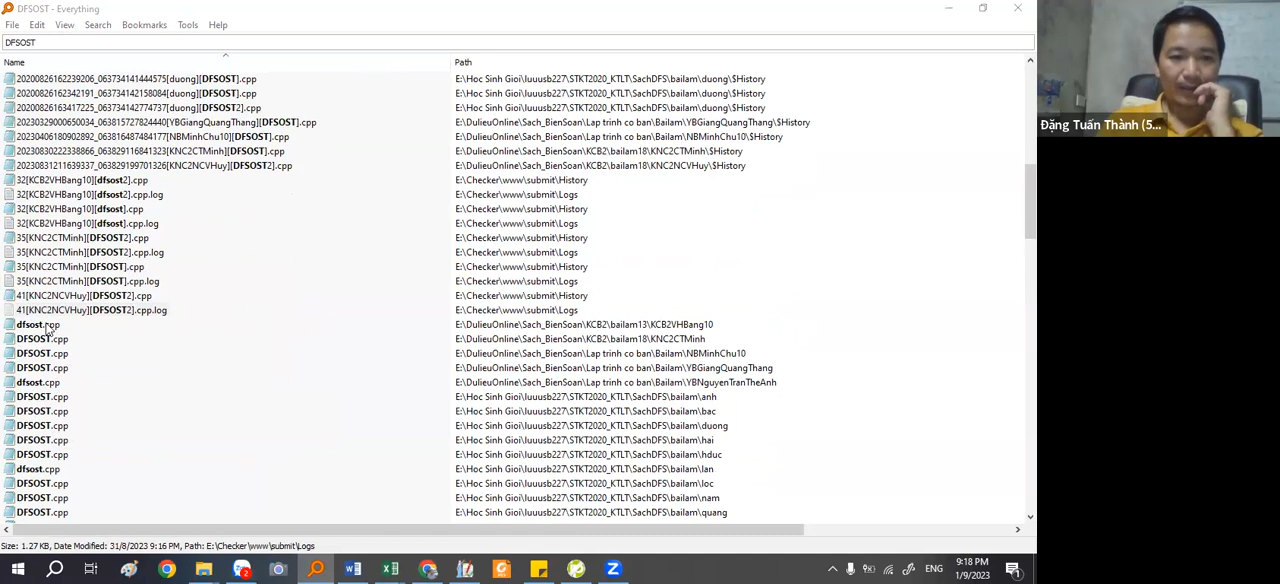 DFSOST - Everything
File Edit View Search Bookmarks Tools Help
DFSOST
Name Path
20200826162239206_063734141444575[duong][DFSOST].cpp E:\Hoc Sinh Gioi\luuusb227\STKT2020_KTLT\SachDFS\bailam\duong\$History
20200826162342191_063734142158084[duong][DFSOST].cpp E:\Hoc Sinh Gioi\luuusb227\STKT2020_KTLT\SachDFS\bailam\duong\$History
20200826163417225_063734142774737[duong][DFSOST2].cpp E:\Hoc Sinh Gioi\luuusb227\STKT2020_KTLT\SachDFS\bailam\duong\$History
20230329000650034_063815727824440[YBGiangQuangThang][DFSOST].cpp E:\DulieuOnline\Sach_BienSoan\Lap trinh co ban\Bailam\YBGiangQuangThang\$History
20230406180902892_063816487484177[NBMinhChu10][DFSOST].cpp E:\DulieuOnline\Sach_BienSoan\Lap trinh co ban\Bailam\NBMinhChu10\$History
20230830222338866_063829116841323[KNC2CTMinh][DFSOST].cpp E:\DulieuOnline\Sach_BienSoan\KCB2\bailam18\KNC2CTMinh\$History
20230831211639337_063829199701326[KNC2NCVHuy][DFSOST2].cpp E:\DulieuOnline\Sach_BienSoan\KCB2\bailam18\KNC2NCVHuy\$History
32[KCB2VHBang10][dfsost2].cpp E:\Checker\www\submit\History
32[KCB2VHBang10][dfsost2].cpp.log E:\Checker\www\submit\Logs
32[KCB2VHBang10][dfsost].cpp E:\Checker\www\submit\History
32[KCB2VHBang10][dfsost].cpp.log E:\Checker\www\submit\Logs
35[KNC2CTMinh][DFSOST2].cpp E:\Checker\www\submit\History
35[KNC2CTMinh][DFSOST2].cpp.log E:\Checker\www\submit\Logs
35[KNC2CTMinh][DFSOST].cpp E:\Checker\www\submit\History
35[KNC2CTMinh][DFSOST].cpp.log E:\Checker\www\submit\Logs
41[KNC2NCVHuy][DFSOST2].cpp E:\Checker\www\submit\History
41[KNC2NCVHuy][DFSOST2].cpp.log E:\Checker\www\submit\Logs
dfsost.cpp E:\DulieuOnline\Sach_BienSoan\KCB2\bailam13\KCB2VHBang10
DFSOST.cpp E:\DulieuOnline\Sach_BienSoan\KCB2\bailam18\KNC2CTMinh
DFSOST.cpp E:\DulieuOnline\Sach_BienSoan\Lap trinh co ban\Bailam\NBMinhChu10
DFSOST.cpp E:\DulieuOnline\Sach_BienSoan\Lap trinh co ban\Bailam\YBGiangQuangThang
dfsost.cpp E:\DulieuOnline\Sach_BienSoan\Lap trinh co ban\Bailam\YBNguyenTranTheAnh
DFSOST.cpp E:\Hoc Sinh Gioi\luuusb227\STKT2020_KTLT\SachDFS\bailam\anh
DFSOST.cpp E:\Hoc Sinh Gioi\luuusb227\STKT2020_KTLT\SachDFS\bailam\bac
DFSOST.cpp E:\Hoc Sinh Gioi\luuusb227\STKT2020_KTLT\SachDFS\bailam\duong
DFSOST.cpp E:\Hoc Sinh Gioi\luuusb227\STKT2020_KTLT\SachDFS\bailam\hai
DFSOST.cpp E:\Hoc Sinh Gioi\luuusb227\STKT2020_KTLT\SachDFS\bailam\hduc
dfsost.cpp E:\Hoc Sinh Gioi\luuusb227\STKT2020_KTLT\SachDFS\bailam\lan
DFSOST.cpp E:\Hoc Sinh Gioi\luuusb227\STKT2020_KTLT\SachDFS\bailam\loc
DFSOST.cpp E:\Hoc Sinh Gioi\luuusb227\STKT2020_KTLT\SachDFS\bailam\nam
DFSOST.cpp E:\Hoc Sinh Gioi\luuusb227\STKT2020_KTLT\SachDFS\bailam\quang
Size: 1.27 KB, Date Modified: 31/8/2023 9:16 PM, Path: E:\Checker\www\submit\Logs
ENG 9:18 PM
1/9/2023
Đặng Tuấn Thành (5...